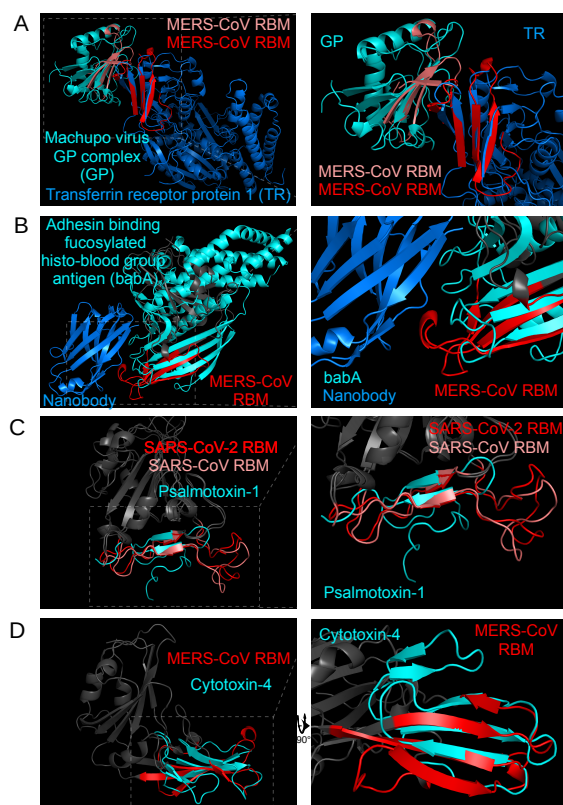 A
MERS-CoV RBM
MERS-CoV RBM
Machupo virus
GP complex
(GP)
Transferrin receptor protein 1 (TR)
GP
TR
MERS-CoV RBM
MERS-CoV RBM
B
Adhesin binding
fucosylated
histo-blood group
antigen (babA)
Nanobody
MERS-CoV
RBM
babA
Nanobody
MERS-CoV RBM
C
SARS-CoV-2 RBM
SARS-CoV RBM
Psalmotoxin-1
SARS-CoV-2 RBM
SARS-CoV RBM
Psalmotoxin-1
D
MERS-CoV RBM
Cytotoxin-4
90°
Cytotoxin-4
MERS-CoV
RBM